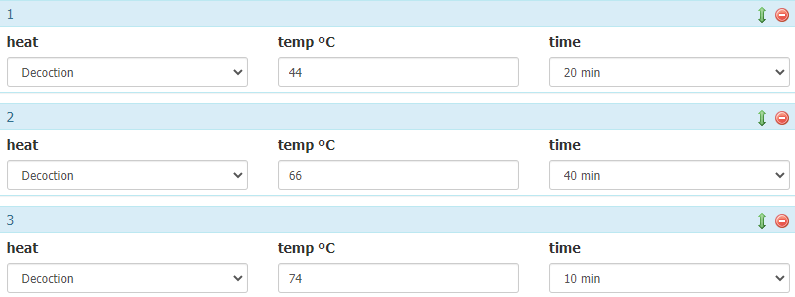 1
heat temp ºC time
Decoction 44 20 min
2
heat temp ºC time
Decoction 66 40 min
3
heat temp ºC time
Decoction 74 10 min